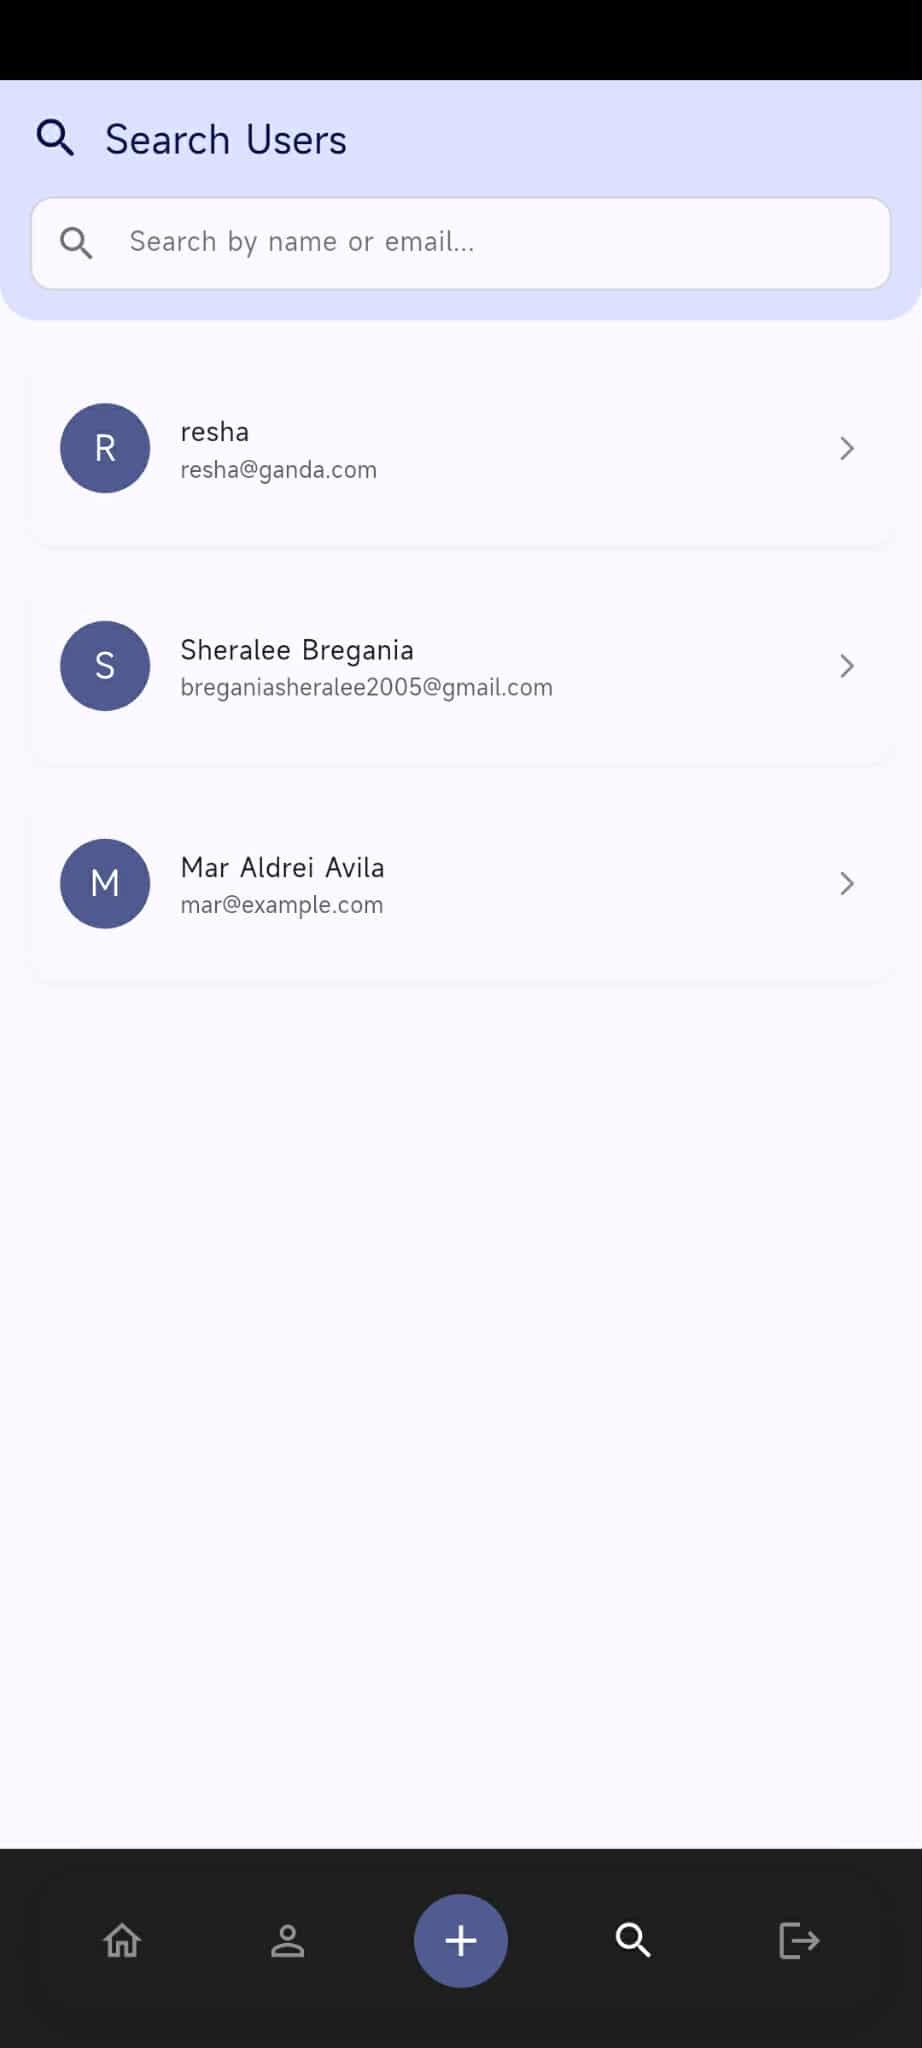 Search Users
Search by name or email...
R
resha
resha@ganda.com
S
Sheralee Bregania
breganiasheralee2005@gmail.com
M
Mar Aldrei Avila
mar@example.com